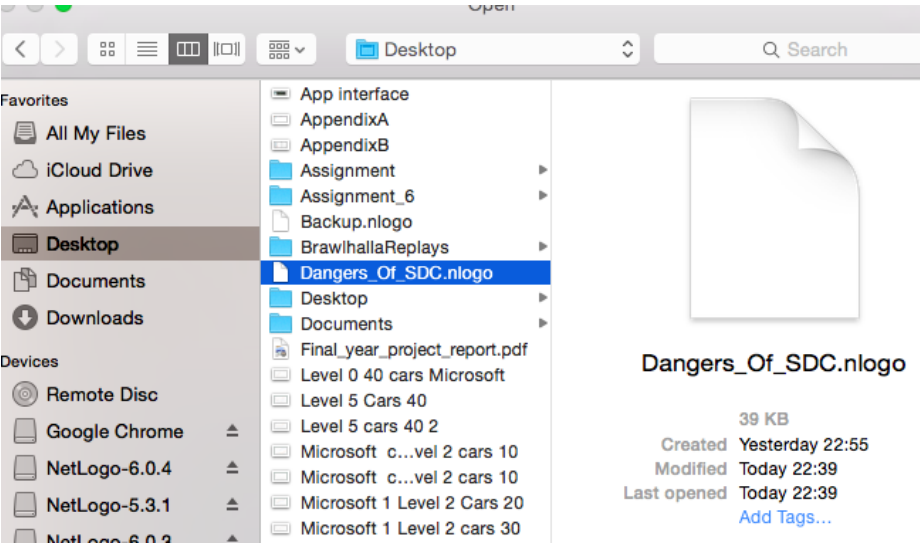 Open
Desktop
Search
Favorites
All My Files
iCloud Drive
Applications
Desktop
Documents
Downloads
Devices
Remote Disc
Google Chrome
NetLogo-6.0.4
NetLogo-5.3.1
NetLogo-6.0.3
App interface
AppendixA
AppendixB
Assignment
Assignment_6
Backup.nlogo
BrawlhallaReplays
Dangers_Of_SDC.nlogo
Desktop
Documents
Final_year_project_report.pdf
Level 0 40 cars Microsoft
Level 5 Cars 40
Level 5 cars 40 2
Microsoft c...vel 2 cars 10
Microsoft c...vel 2 cars 10
Microsoft 1 Level 2 Cars 20
Microsoft 1 Level 2 cars 30
Dangers_Of_SDC.nlogo
39 KB
Created Yesterday 22:55
Modified Today 22:39
Last opened Today 22:39
Add Tags...